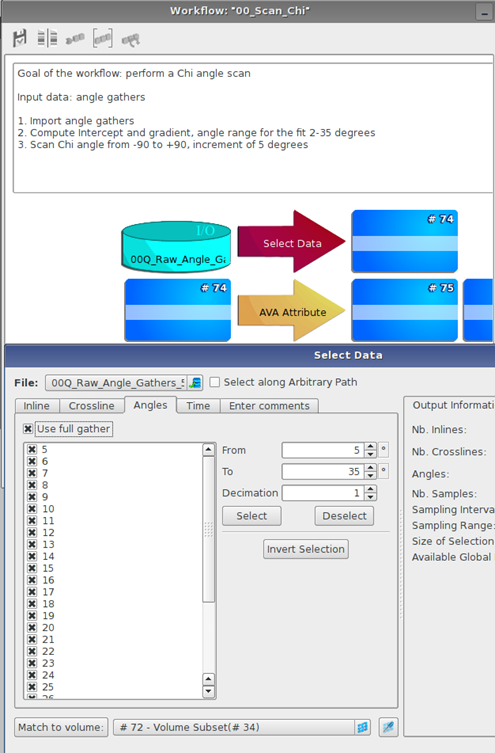 Workflow: "00_Scan_Chi"
Goal of the workflow: perform a Chi angle scan
Input data: angle gathers
1. Import angle gathers
2. Compute Intercept and gradient, angle range for the fit 2-35 degrees
3. Scan Chi angle from -90 to +90, increment of 5 degrees
I/O
00Q_Raw_Angle_Ga
Select Data
# 74
# 74
AVA Attribute
# 75
Select Data
File: 00Q_Raw_Angle_Gathers_S Select along Arbitrary Path
Inline Crossline Angles Time Enter comments
Use full gather
5
6
7
8
9
10
11
12
13
14
15
16
17
18
19
20
21
22
23
24
25
26
From 5 °
To 35 °
Decimation 1
Select Deselect
Invert Selection
Output Informati
Nb. Inlines:
Nb. Crosslines:
Angles:
Nb. Samples:
Sampling Interva
Sampling Range:
Size of Selection
Available Global
Match to volume: # 72 - Volume Subset(# 34)